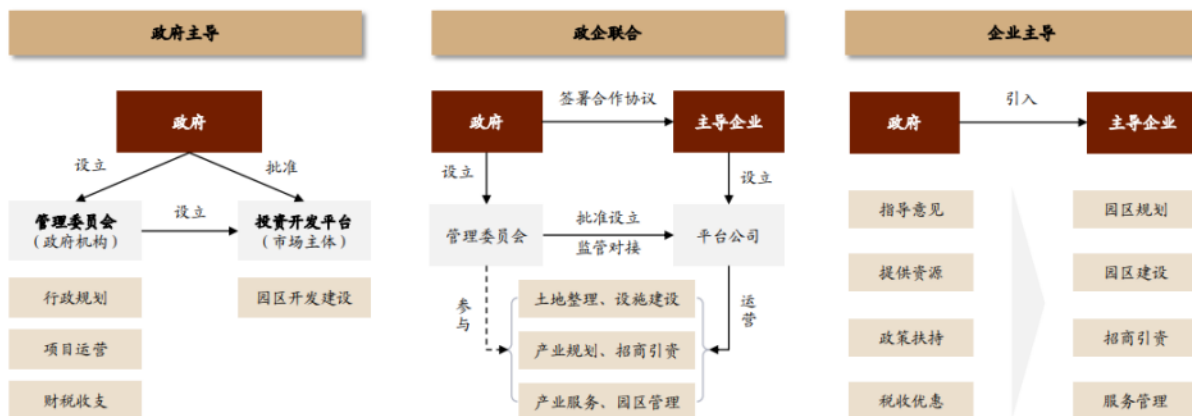 政府主导
政府
设立
批准
管理委员会
（政府机构）
设立
投资开发平台
（市场主体）
行政规划
园区开发建设
项目运营
财税收支
政企联合
政府
签署合作协议
主导企业
设立
设立
管理委员会
批准设立
监管对接
平台公司
参与
土地整理、设施建设
运营
产业规划、招商引资
产业服务、园区管理
企业主导
政府
引入
主导企业
指导意见
园区规划
提供资源
园区建设
政策扶持
招商引资
税收优惠
服务管理